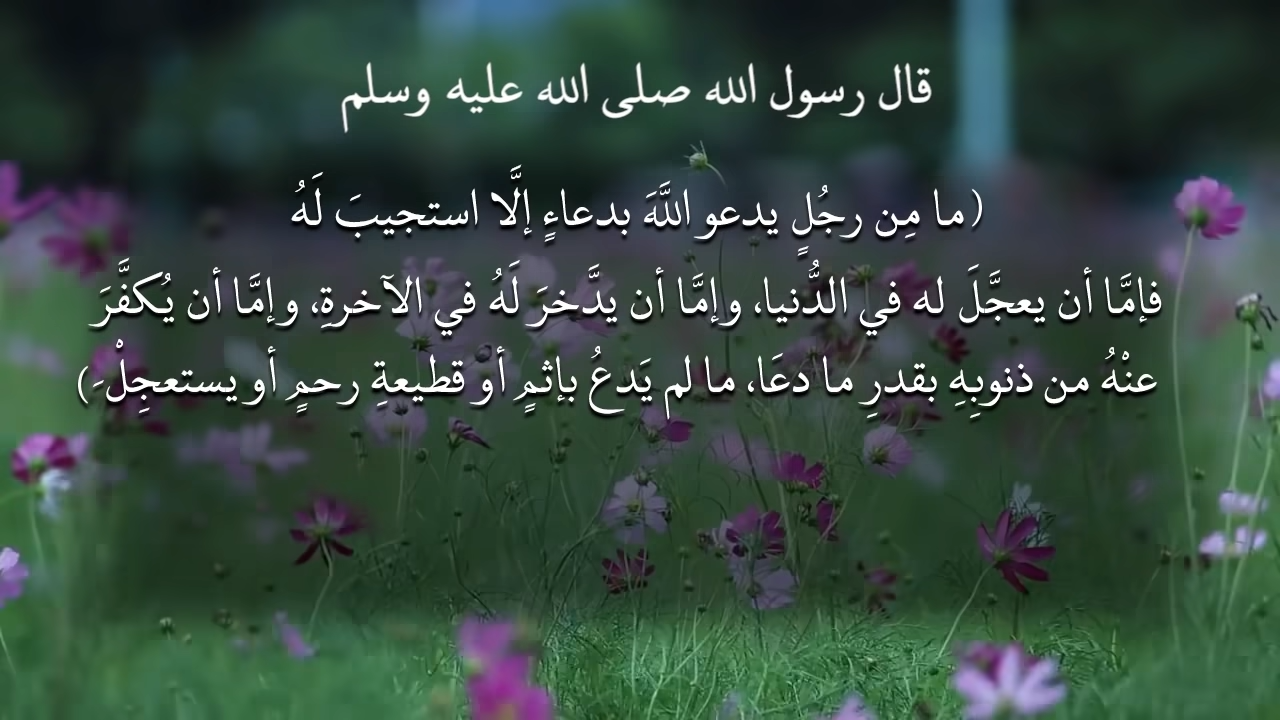 قال رسول الله صلى الله عليه وسلم
(ما مِن رجُلٍ يدعو اللَّهَ بدعاءٍ إلَّا استجيبَ لَهُ
فإمَّا أن يعجَّلَ له في الدُّنيا، وإمَّا أن يدَّخرَ لَهُ في الآخرةِ، وإمَّا أن يُكفَّرَ
عنْهُ من ذنوبِهِ بقدرِ ما دعَا، ما لم يَدعُ بإثمٍ أو قطيعةِ رحمٍ أو يستعجِلْ َ.)